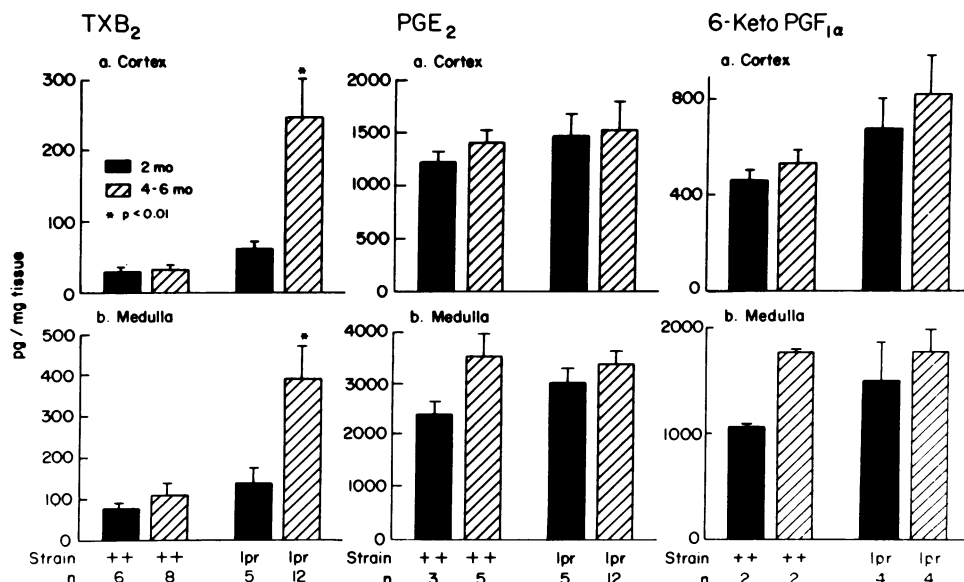 TXB2
PGE2
6-Keto PGF1α
a. Cortex
300
200
100
0
2 mo
4-6 mo
* p < 0.01
*
a. Cortex
2000
1500
1000
500
0
a. Cortex
800
400
0
pg / mg tissue
b. Medulla
500
400
300
200
100
0
*
b. Medulla
4000
3000
2000
1000
0
b. Medulla
2000
1000
0
Strain ++ ++ lpr lpr ++ ++ lpr lpr ++ ++ lpr lpr
n 6 8 5 12 3 5 5 12 2 2 4 4